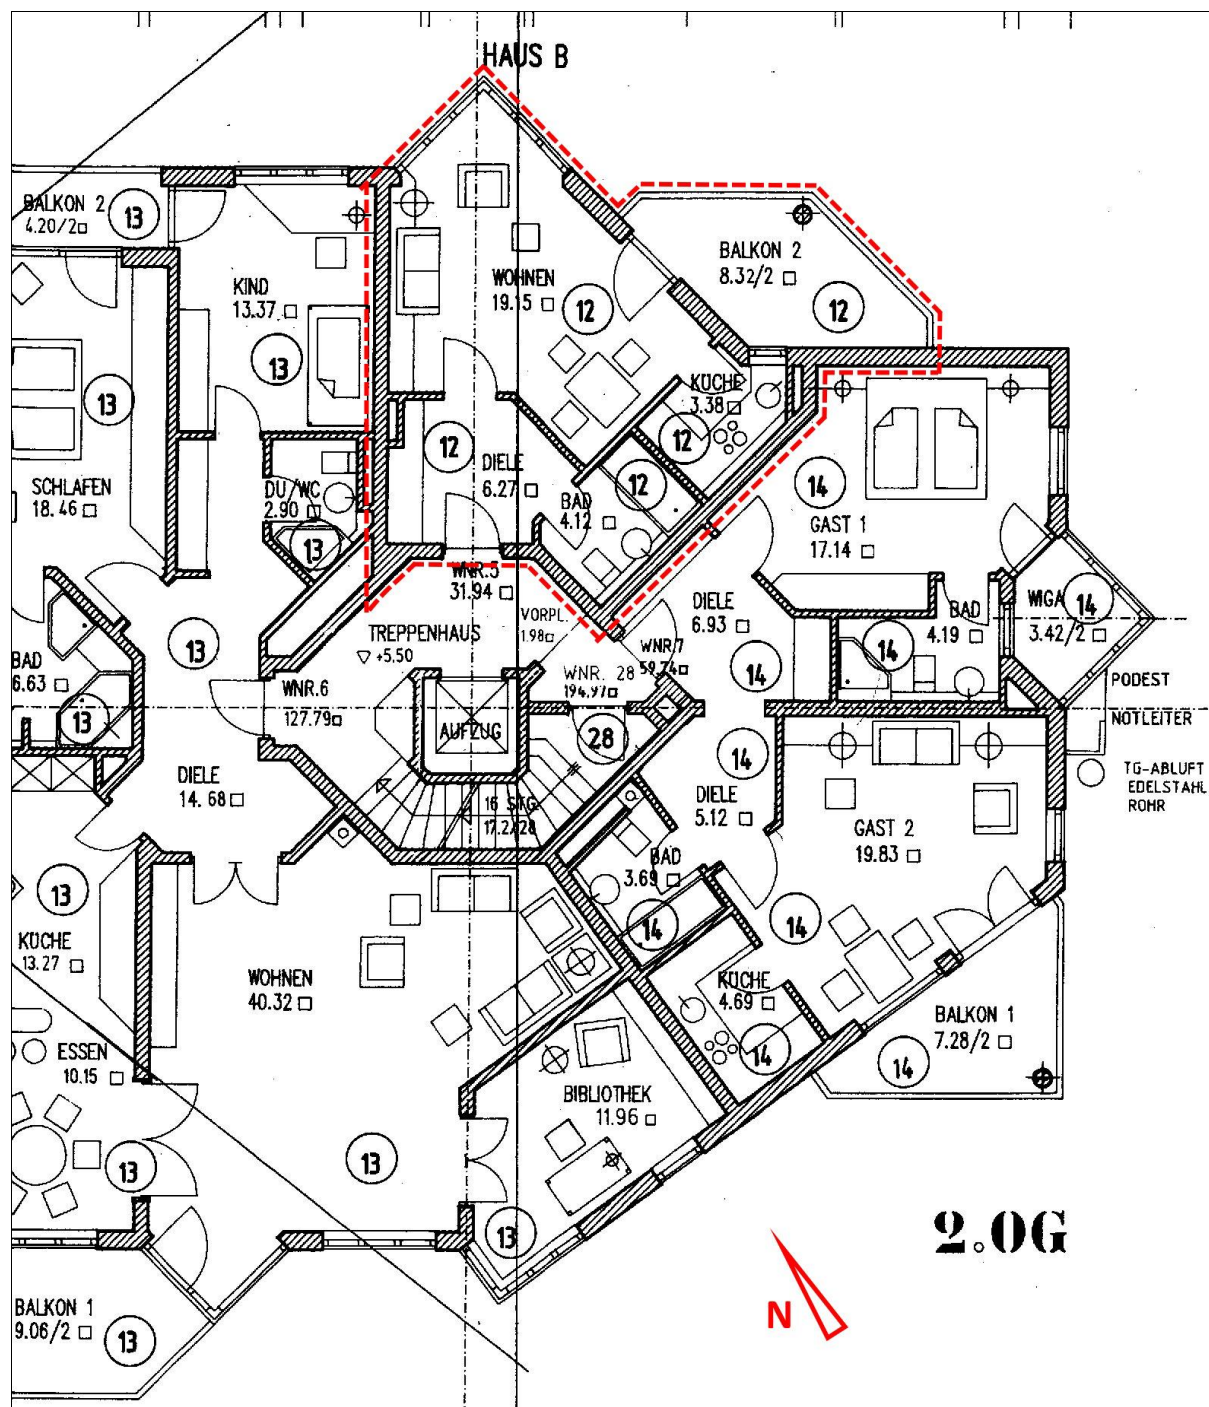 HAUS B
BALKON 2
4.20/2□
13
KIND
13.37 □
13
WOHNEN
19.15 □
12
BALKON 2
8.32/2 □
12
13
SCHLAFEN
18.46 □
DU/WC
2.90 □
13
12
DIELE
6.27 □
BAD
4.12
12
KÜCHE
3.38 □
12
14
GAST 1
17.14 □
WNR.5
31.94 □
VORPL.
1.98□
TREPPENHAUS
▽ +5,50
DIELE
6.93 □
WNR.7
59.74□
WNR. 28
194.97□
28
14
BAD
4.19 □
14
WIGA
3.42/2 □
14
PODEST
NOTLEITER
TG-ABLUFT
EDELSTAHL
ROHR
BAD
6.63 □
13
13
WNR.6
127.79□
AUFZUG
16 STG
17.2/28
DIELE
14.68 □
14
DIELE
5.12 □
GAST 2
19.83 □
BAD
3.69 □
14
14
KÜCHE
4.69 □
14
BALKON 1
7.28/2 □
14
13
KÜCHE
13.27 □
WOHNEN
40.32 □
ESSEN
10.15 □
13
13
BIBLIOTHEK
11.96 □
13
BALKON 1
9.06/2 □
13
2.OG
N